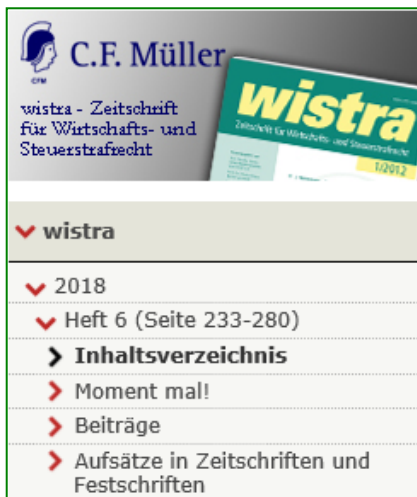 C.F. Müller
CFM
wistra - Zeitschrift
für Wirtschafts- und
Steuerstrafrecht
wistra
Zeitschrift für Wirtschafts- und Steuerstrafrecht
1/2012
wistra
2018
Heft 6 (Seite 233-280)
Inhaltsverzeichnis
Moment mal!
Beiträge
Aufsätze in Zeitschriften und
Festschriften